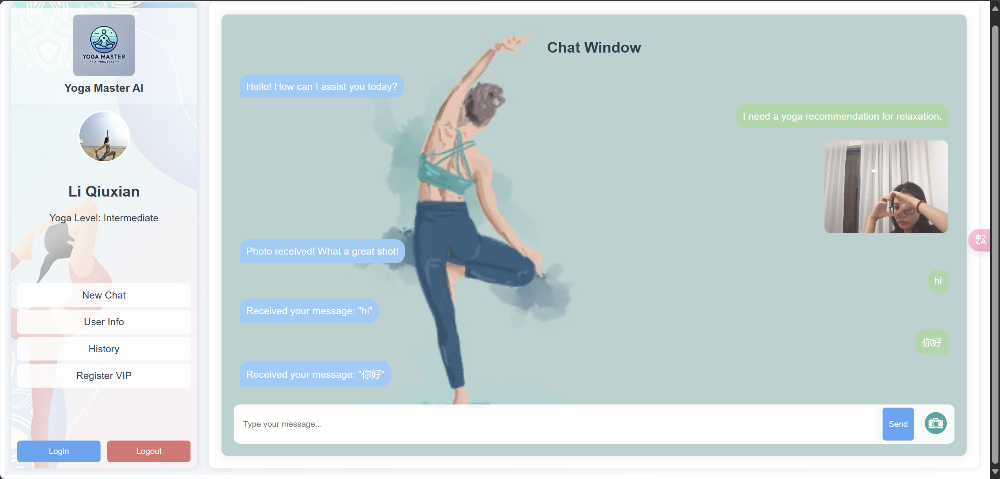 YOGA MASTER
AI YOGA CHAT
Yoga Master AI
Li Qiuxian
Yoga Level: Intermediate
New Chat
User Info
History
Register VIP
Login
Logout
Chat Window
Hello! How can I assist you today?
I need a yoga recommendation for relaxation.
Photo received! What a great shot!
hi
Received your message: "hi"
你好
Received your message: "你好"
Type your message...
Send
中A